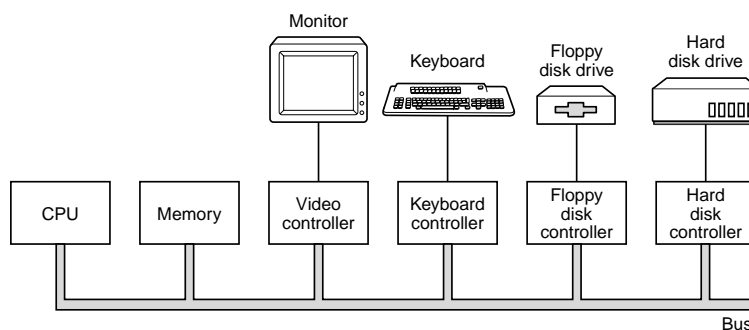 Monitor
Keyboard
Floppy
disk drive
Hard
disk drive
CPU
Memory
Video
controller
Keyboard
controller
Floppy
disk
controller
Hard
disk
controller
Bus